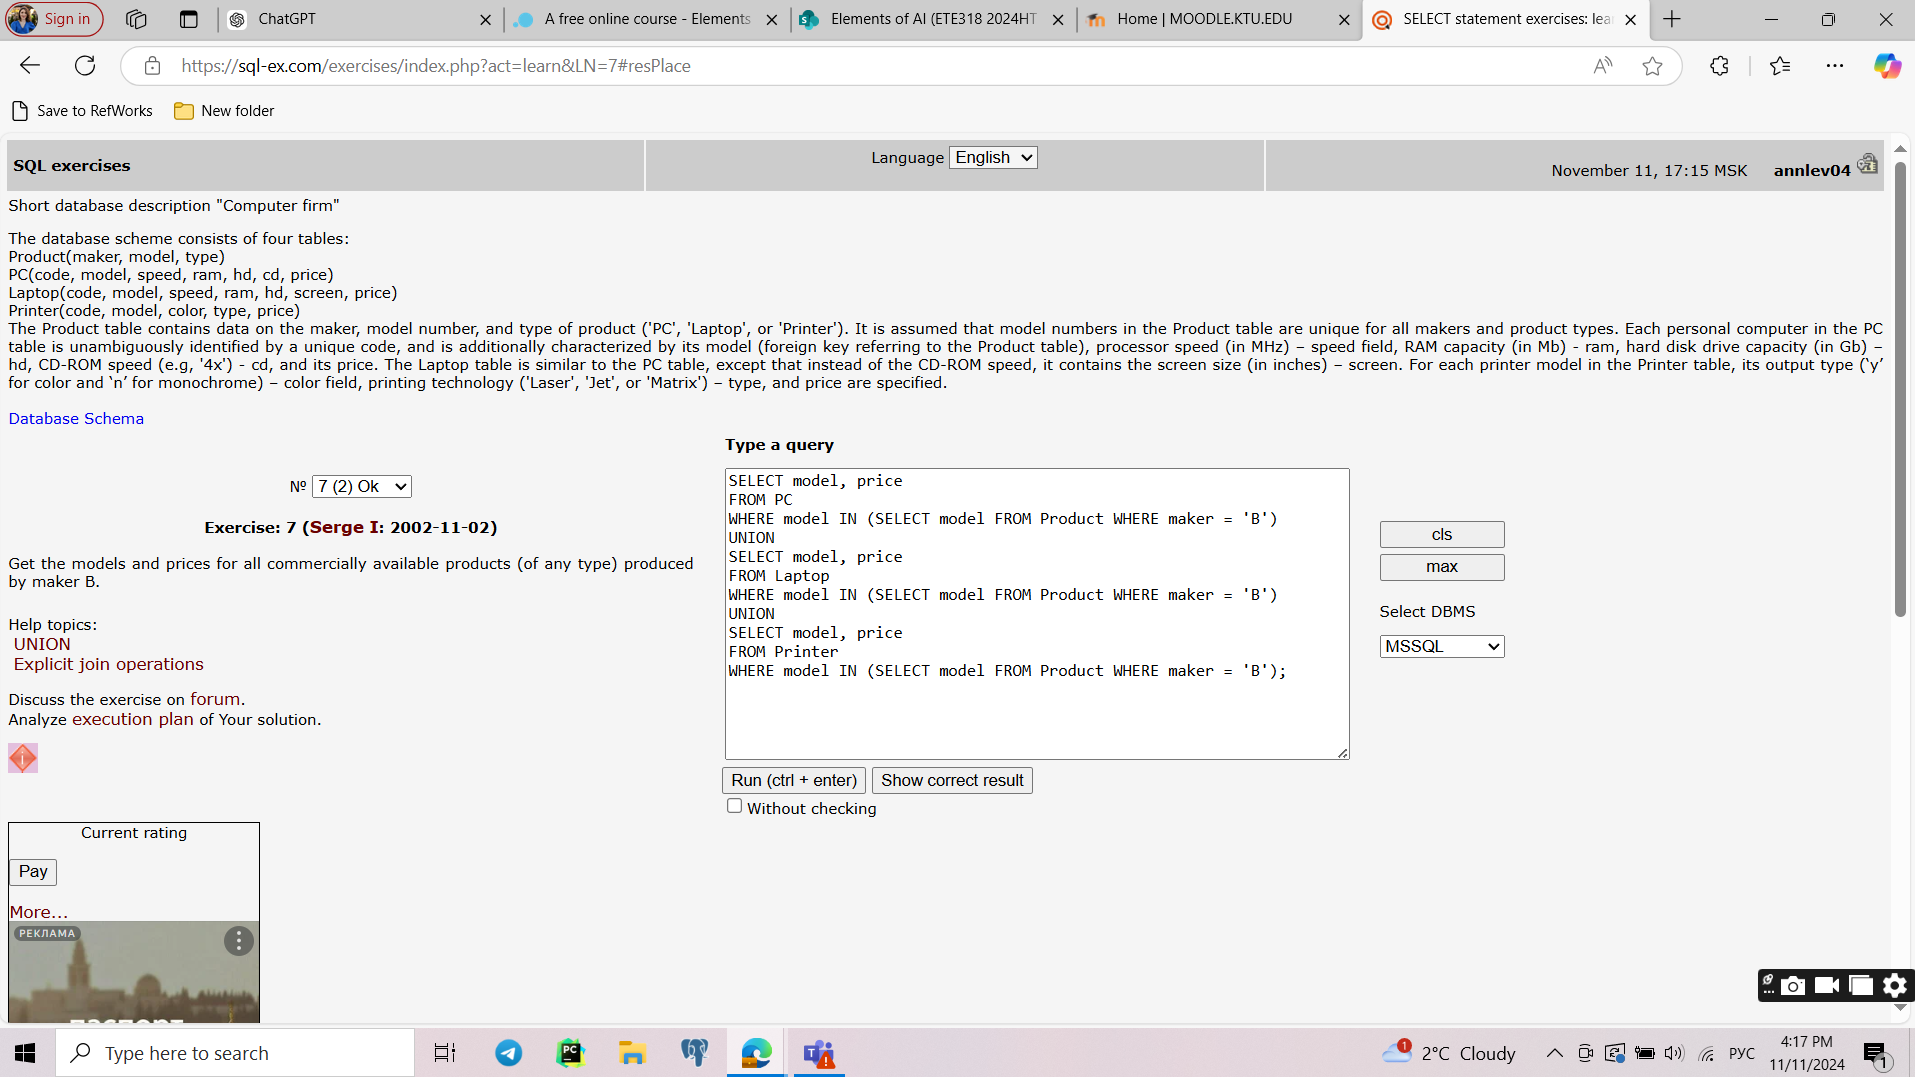 Sign in
ChatGPT
A free online course - Elements
Elements of AI (ETE318 2024HT
Home | MOODLE.KTU.EDU
SELECT statement exercises: lea
https://sql-ex.com/exercises/index.php?act=learn&LN=7#resPlace
Save to RefWorks
New folder
SQL exercises
Language English
November 11, 17:15 MSK annlev04
Short database description "Computer firm"
The database scheme consists of four tables:
Product(maker, model, type)
PC(code, model, speed, ram, hd, cd, price)
Laptop(code, model, speed, ram, hd, screen, price)
Printer(code, model, color, type, price)
The Product table contains data on the maker, model number, and type of product ('PC', 'Laptop', or 'Printer'). It is assumed that model numbers in the Product table are unique for all makers and product types. Each personal computer in the PC
table is unambiguously identified by a unique code, and is additionally characterized by its model (foreign key referring to the Product table), processor speed (in MHz) – speed field, RAM capacity (in Mb) - ram, hard disk drive capacity (in Gb) –
hd, CD-ROM speed (e.g, '4x') - cd, and its price. The Laptop table is similar to the PC table, except that instead of the CD-ROM speed, it contains the screen size (in inches) – screen. For each printer model in the Printer table, its output type (‘y’
for color and ‘n’ for monochrome) – color field, printing technology ('Laser', 'Jet', or 'Matrix') – type, and price are specified.
Database Schema
Type a query
№ 7 (2) Ok
Exercise: 7 (Serge I: 2002-11-02)
Get the models and prices for all commercially available products (of any type) produced
by maker B.
Help topics:
UNION
Explicit join operations
Discuss the exercise on forum.
Analyze execution plan of Your solution.
SELECT model, price
FROM PC
WHERE model IN (SELECT model FROM Product WHERE maker = 'B')
UNION
SELECT model, price
FROM Laptop
WHERE model IN (SELECT model FROM Product WHERE maker = 'B')
UNION
SELECT model, price
FROM Printer
WHERE model IN (SELECT model FROM Product WHERE maker = 'B');
cls
max
Select DBMS
MSSQL
Run (ctrl + enter)
Show correct result
Without checking
Current rating
Pay
More...
РЕКЛАМА
паспорт
Type here to search
PC
1
2°C Cloudy
РУС
4:17 PM
11/11/2024
1